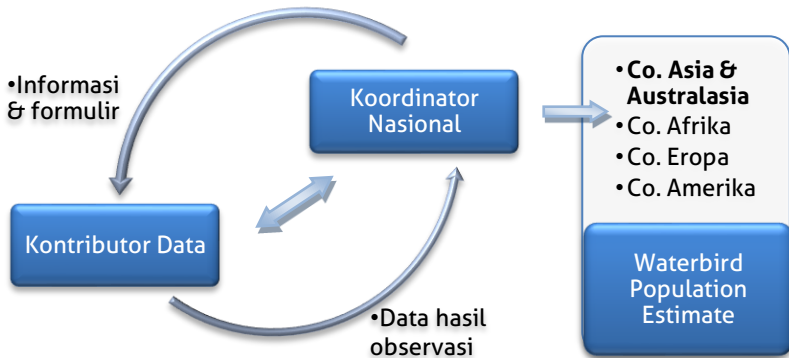 •Informasi
& formulir
Koordinator
Nasional
Kontributor Data
•Data hasil
observasi
•Co. Asia &
Australasia
•Co. Afrika
•Co. Eropa
•Co. Amerika
Waterbird
Population
Estimate